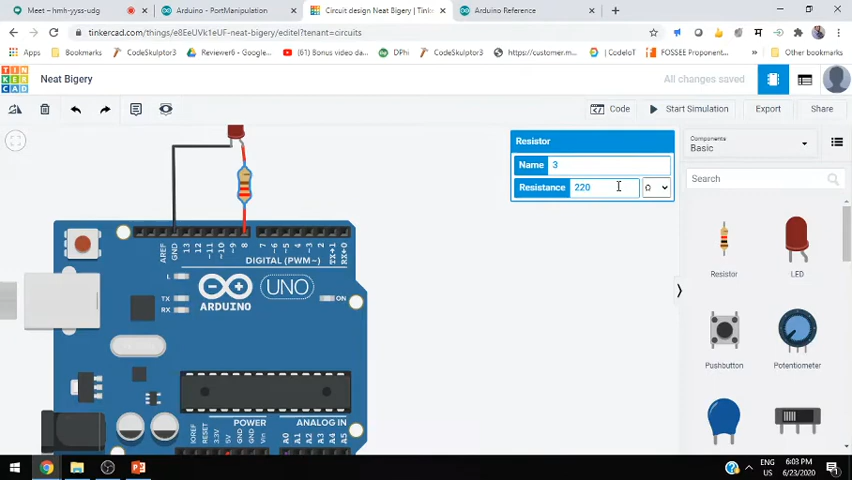 Meet – hmh-yyss-udg
Arduino - PortManipulation
Circuit design Neat Bigery | Tink
Arduino Reference
tinkercad.com/things/e8EeUVk1eUF-neat-bigery/editel?tenant=circuits
Apps
Bookmarks
CodeSkulptor3
Reviewer6 - Google...
(61) Bonus video da...
DPhi
CodeSkulptor3
https://customer.m...
CodeIoT
FOSSEE Proponent...
TIN
KER
CAD
Neat Bigery
All changes saved
Code
Start Simulation
Export
Share
Resistor
Name 3
Resistance 220 Ω
Components
Basic
Search
Resistor
LED
Pushbutton
Potentiometer
AREF
GND
13
12
~11
~10
~9
8
7
~6
~5
4
~3
2
TX→1
RX←0
DIGITAL (PWM~)
L
TX
RX
UNO
ARDUINO
ON
POWER
ANALOG IN
IOREF
RESET
3.3V
5V
GND
GND
Vin
A0
A1
A2
A3
A4
A5
ENG
IN
6:03 PM
6/23/2020